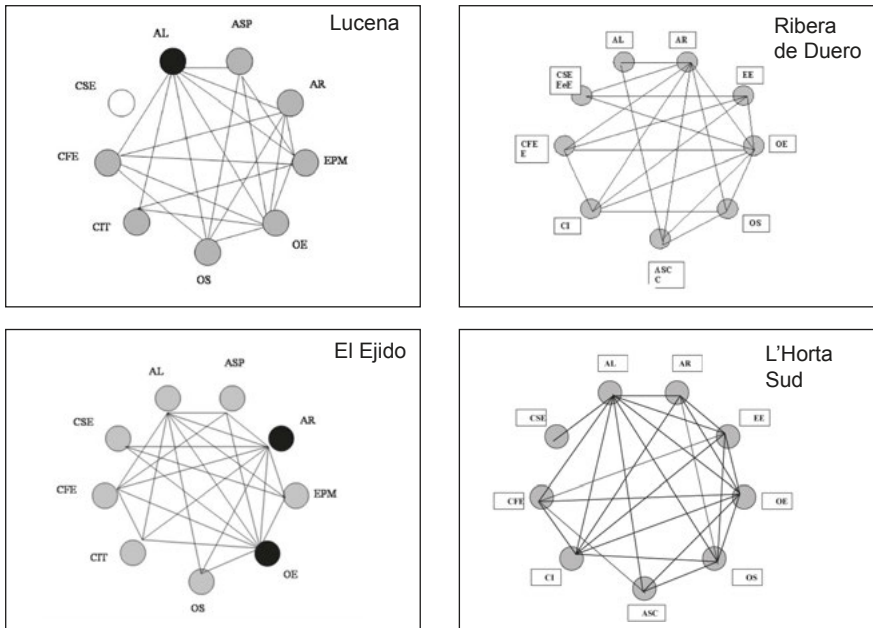 Lucena
AL
ASP
CSE
AR
CFE
EPM
CIT
OE
OS
Ribera
de Duero
AL
AR
CSE
EeE
EE
CFE
E
OE
CI
OS
ASC
C
El Ejido
AL
ASP
CSE
AR
CFE
EPM
CIT
OE
OS
L'Horta
Sud
AL
AR
CSE
EE
CFE
OE
CI
OS
ASC